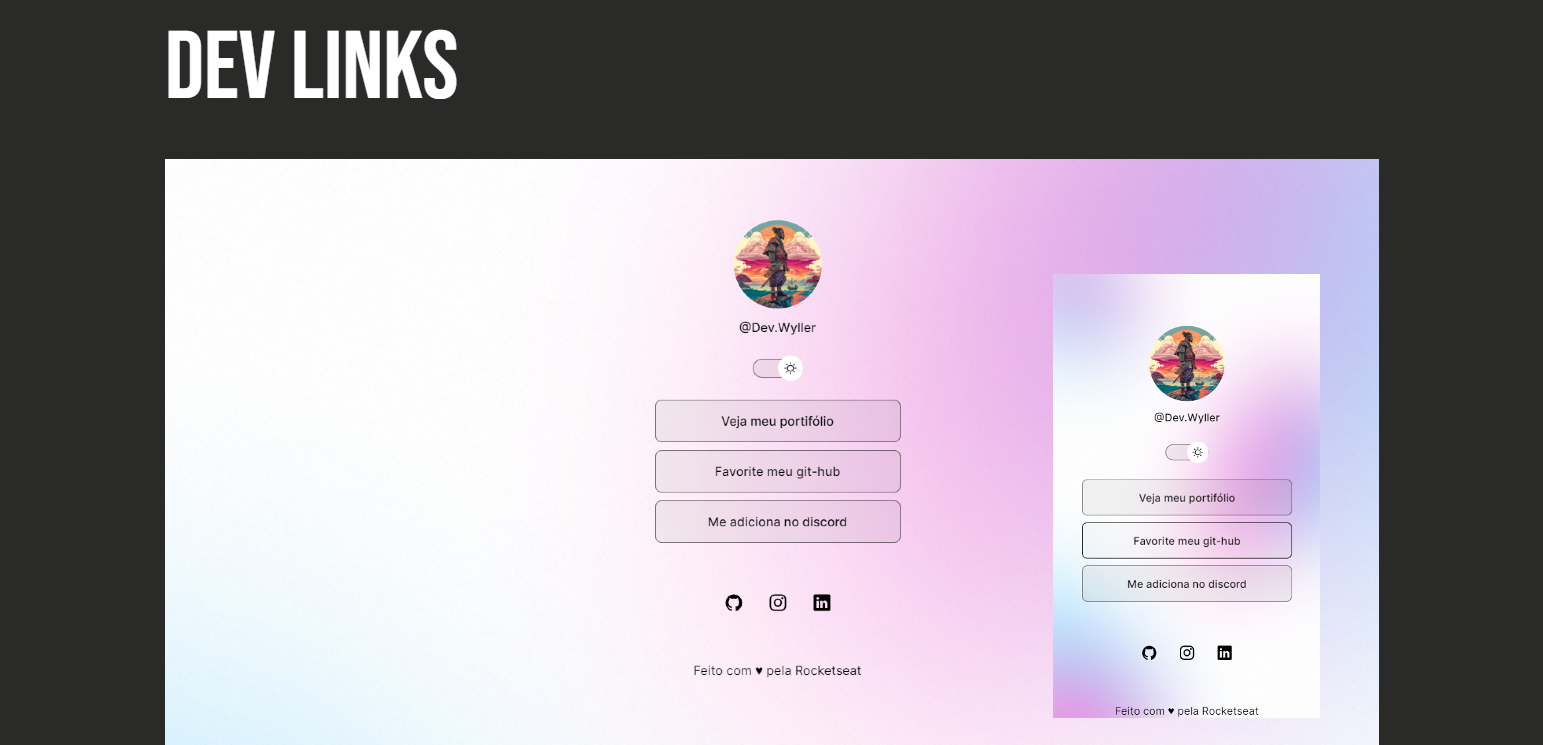 DEV LINKS
@Dev.Wyller
Veja meu portifólio
Favorite meu git-hub
Me adiciona no discord
Feito com ♥ pela Rocketseat
@Dev.Wyller
Veja meu portifólio
Favorite meu git-hub
Me adiciona no discord
Feito com ♥ pela Rocketseat